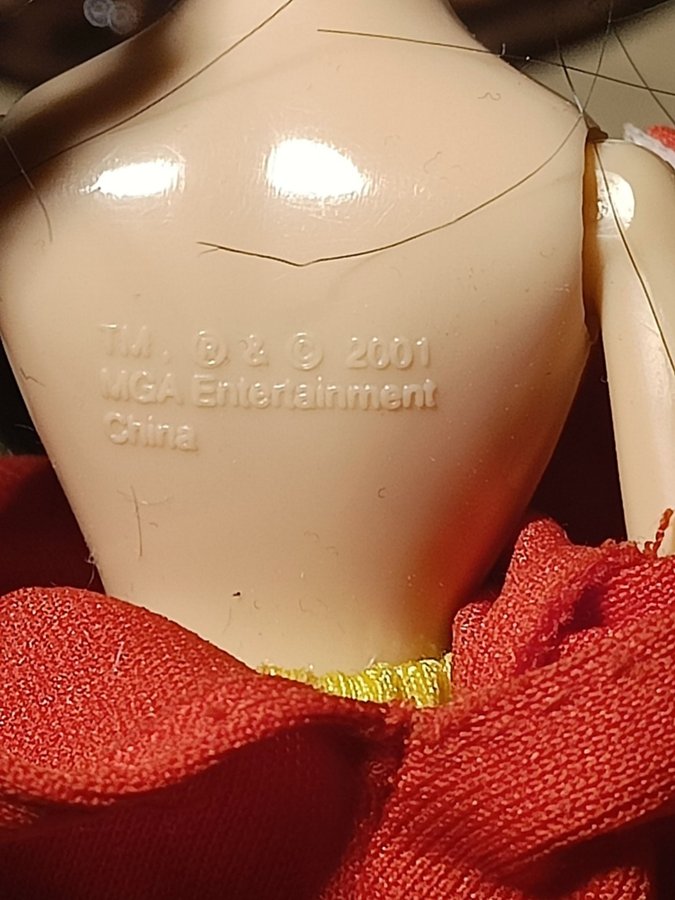 TM . ® & © 2001
MGA Entertainment
China